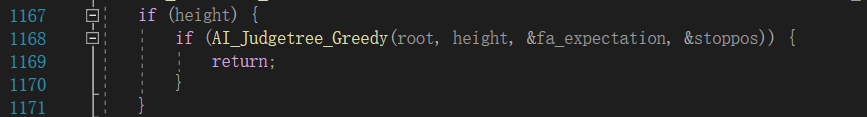 1167 if (height) {
1168 if (AI_Judgetree_Greedy(root, height, &fa_expectation, &stoppos)) {
1169 return;
1170 }
1171 }